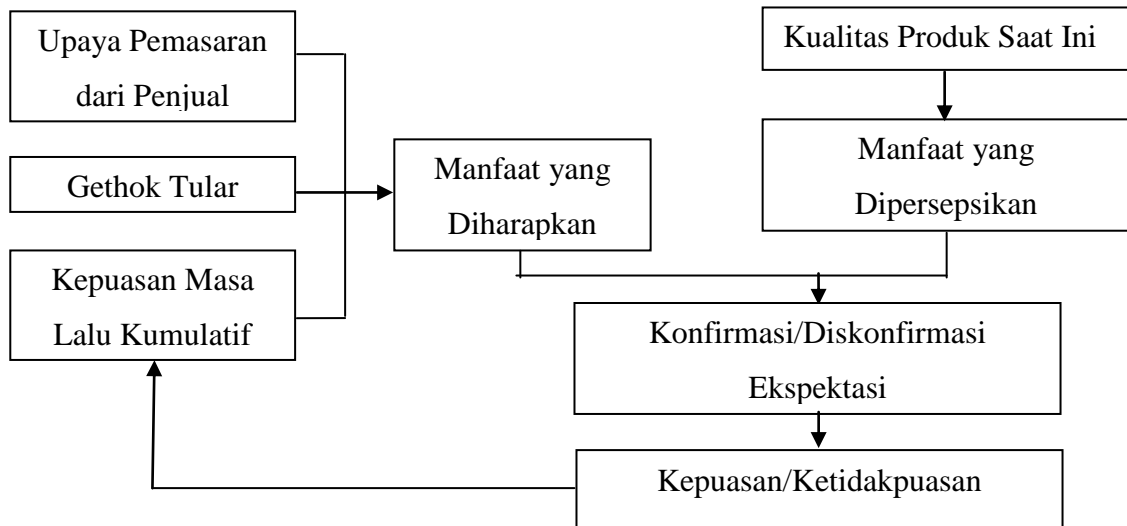 Upaya Pemasaran
dari Penjual
Kualitas Produk Saat Ini
Gethok Tular
Manfaat yang
Diharapkan
Manfaat yang
Dipersepsikan
Kepuasan Masa
Lalu Kumulatif
Konfirmasi/Diskonfirmasi
Ekspektasi
Kepuasan/Ketidakpuasan